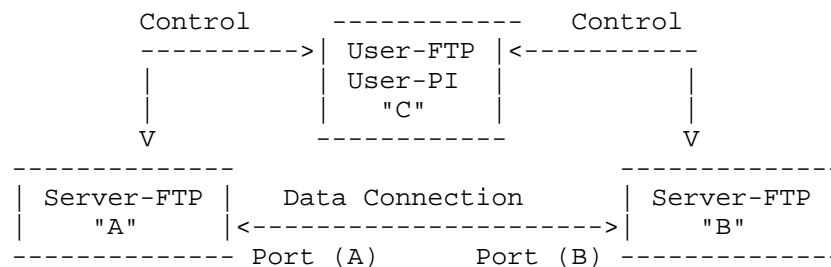 Control     ------------   Control
---------->| User-FTP |<-----------
|          | User-PI  |           |
|          |   "C"    |           |
V          ------------           V
--------------                        --------------
|  Server-FTP  |   Data Connection      |  Server-FTP
|    "A"     |<---------------------->|    "B"
-------------- Port (A)      Port (B) --------------